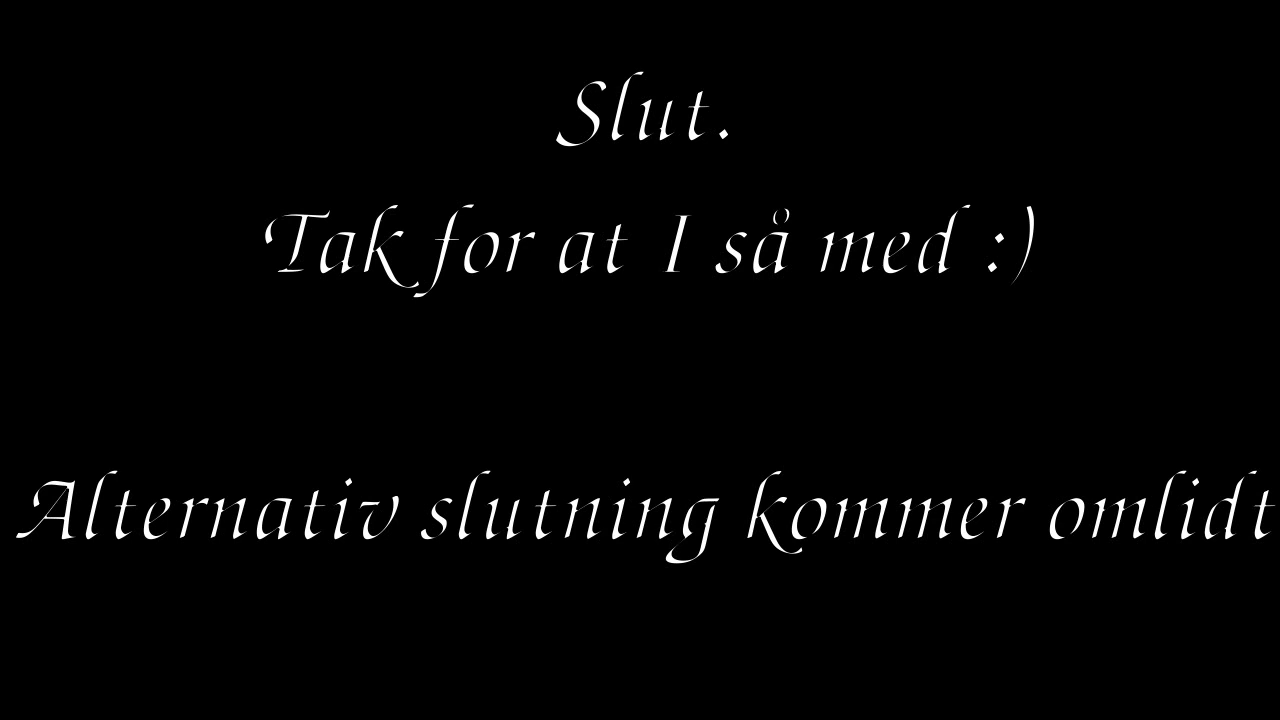 Slut.
Tak for at I så med :)
Alternativ slutning kommer omlidt